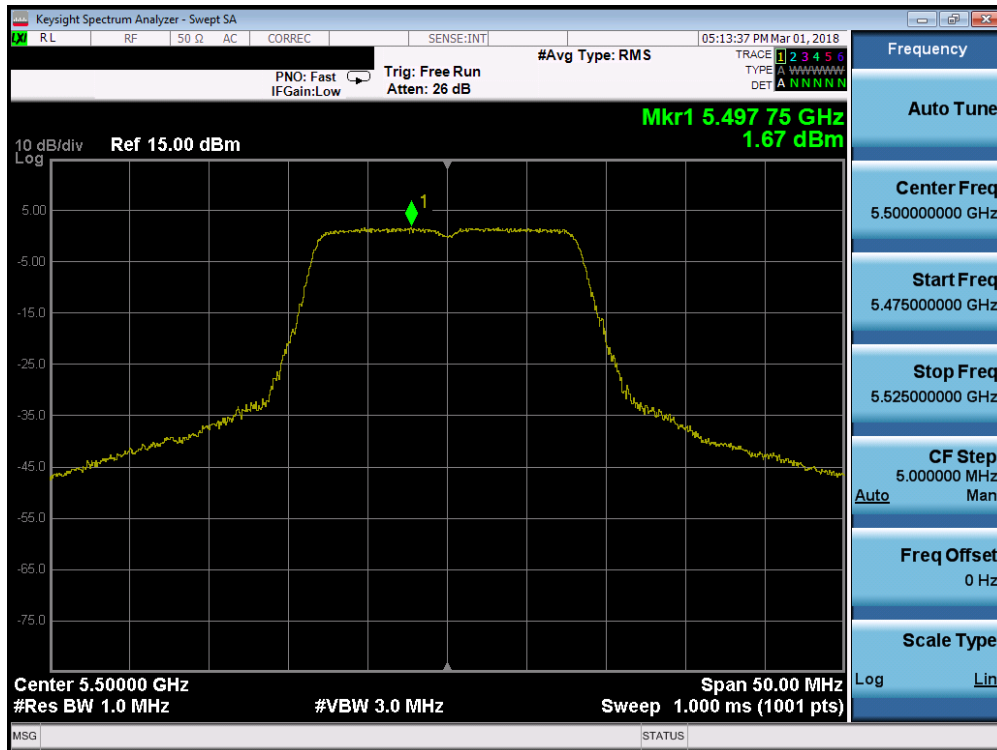 Keysight Spectrum Analyzer - Swept SA
LXI RL RF 50 Ω AC CORREC SENSE:INT 05:13:37 PM Mar 01, 2018
Frequency
#Avg Type: RMS
TRACE 1 2 3 4 5 6
PNO: Fast Trig: Free Run TYPE A WWWWW
IFGain:Low Atten: 26 dB DET A N N N N N
Auto Tune
Mkr1 5.497 75 GHz
1.67 dBm
10 dB/div Ref 15.00 dBm
Log
1
5.00
-5.00
-15.0
-25.0
-35.0
-45.0
-55.0
-65.0
-75.0
Center 5.50000 GHz Span 50.00 MHz
#Res BW 1.0 MHz #VBW 3.0 MHz Sweep 1.000 ms (1001 pts)
Center Freq
5.500000000 GHz
Start Freq
5.475000000 GHz
Stop Freq
5.525000000 GHz
CF Step
5.000000 MHz
Auto Man
Freq Offset
0 Hz
Scale Type
Log Lin
MSG STATUS